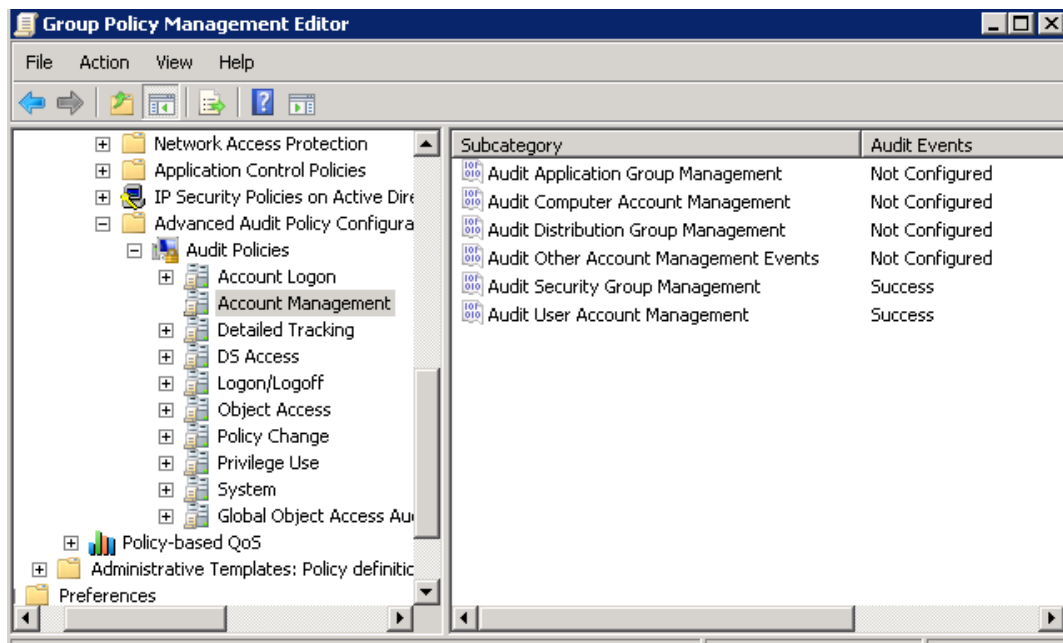 Group Policy Management Editor
File Action View Help
Network Access Protection
Application Control Policies
IP Security Policies on Active Dire
Advanced Audit Policy Configura
Audit Policies
Account Logon
Account Management
Detailed Tracking
DS Access
Logon/Logoff
Object Access
Policy Change
Privilege Use
System
Global Object Access Au
Policy-based QoS
Administrative Templates: Policy definitic
Preferences
Subcategory Audit Events
Audit Application Group Management Not Configured
Audit Computer Account Management Not Configured
Audit Distribution Group Management Not Configured
Audit Other Account Management Events Not Configured
Audit Security Group Management Success
Audit User Account Management Success